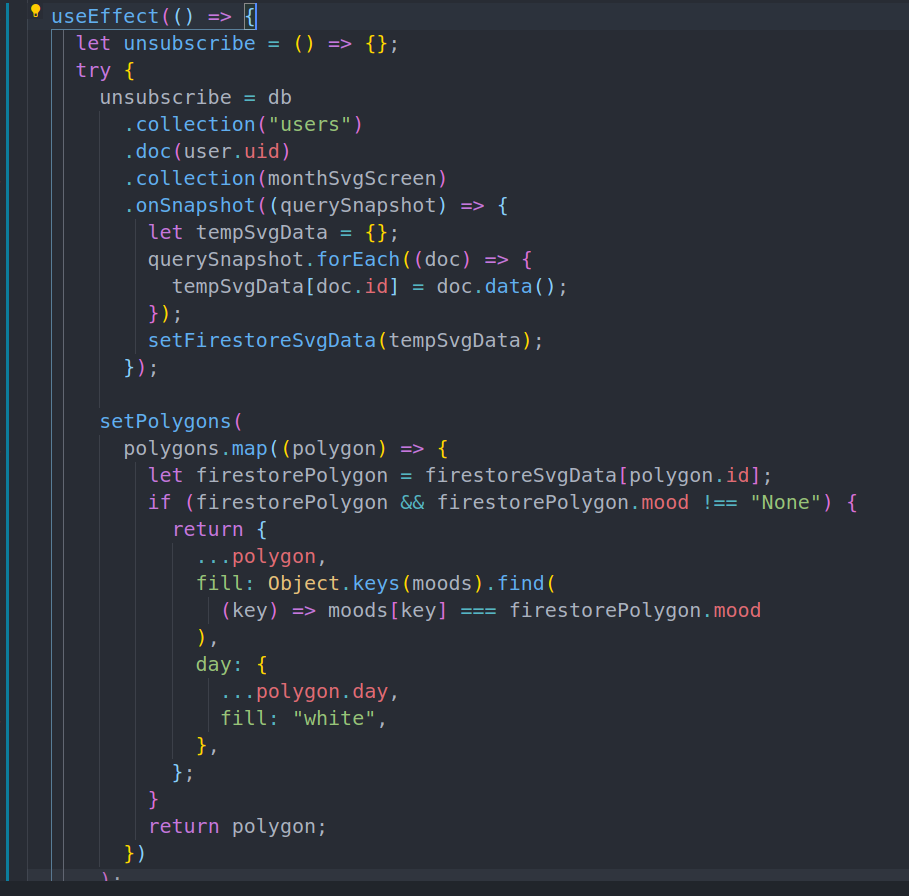 useEffect(() => {
let unsubscribe = () => {};
try {
unsubscribe = db
.collection("users")
.doc(user.uid)
.collection(monthSvgScreen)
.onSnapshot((querySnapshot) => {
let tempSvgData = {};
querySnapshot.forEach((doc) => {
tempSvgData[doc.id] = doc.data();
});
setFirestoreSvgData(tempSvgData);
});
setPolygons(
polygons.map((polygon) => {
let firestorePolygon = firestoreSvgData[polygon.id];
if (firestorePolygon && firestorePolygon.mood !== "None") {
return {
...polygon,
fill: Object.keys(moods).find(
(key) => moods[key] === firestorePolygon.mood
),
day: {
...polygon.day,
fill: "white",
},
};
}
return polygon;
})
);